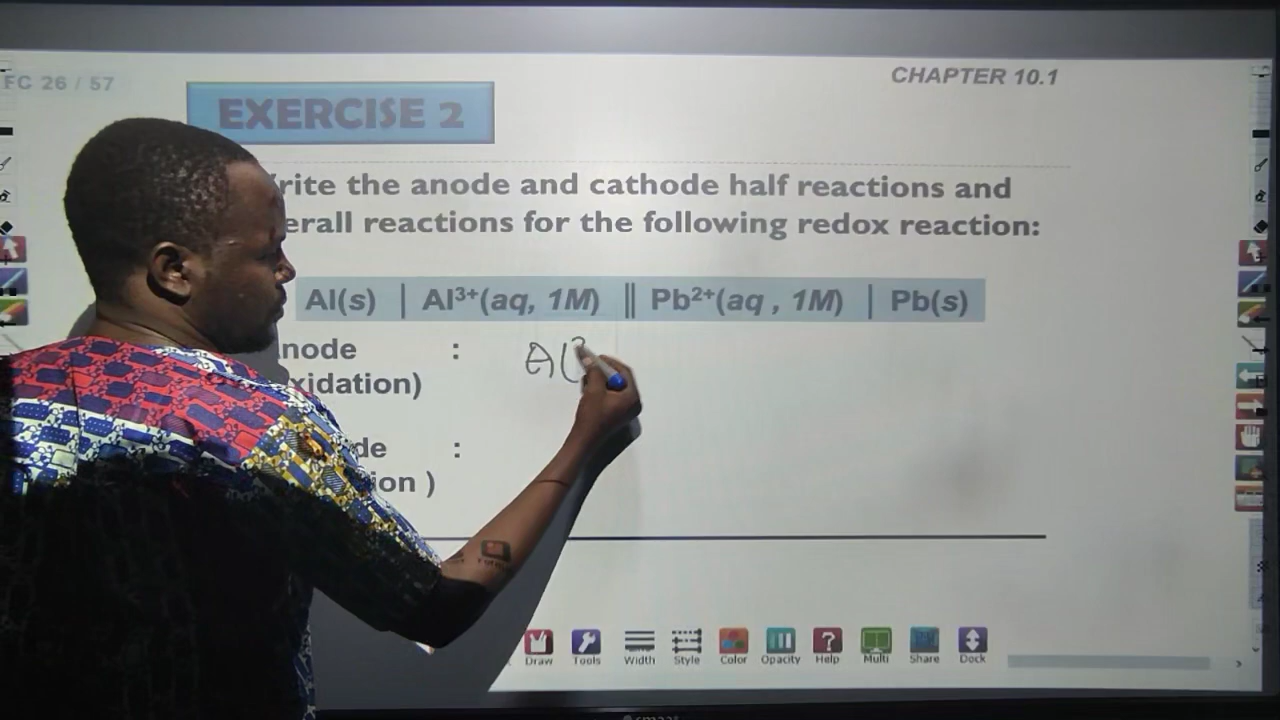 FC 26 / 57
CHAPTER 10.1
EXERCISE 2
rite the anode and cathode half reactions and
erall reactions for the following redox reaction:
Al(s) | Al³⁺(aq, 1M) || Pb²⁺(aq , 1M) | Pb(s)
node :
xidation)
Al
de :
ion )
Draw Tools Width Style Color Opacity Help Multi Share Dock